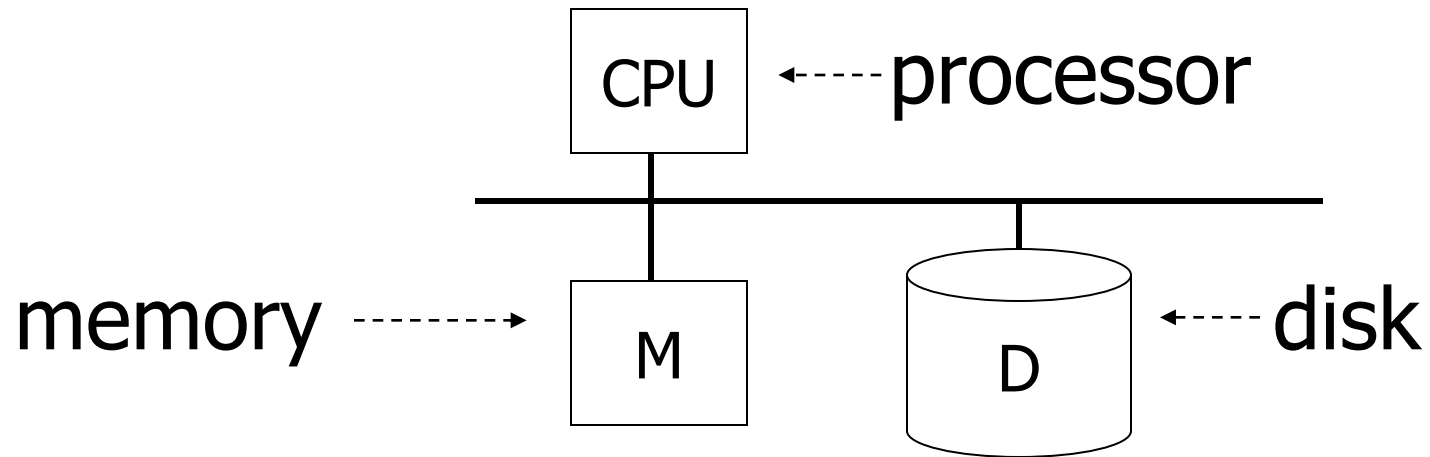 CPU
processor
memory
M
D
disk